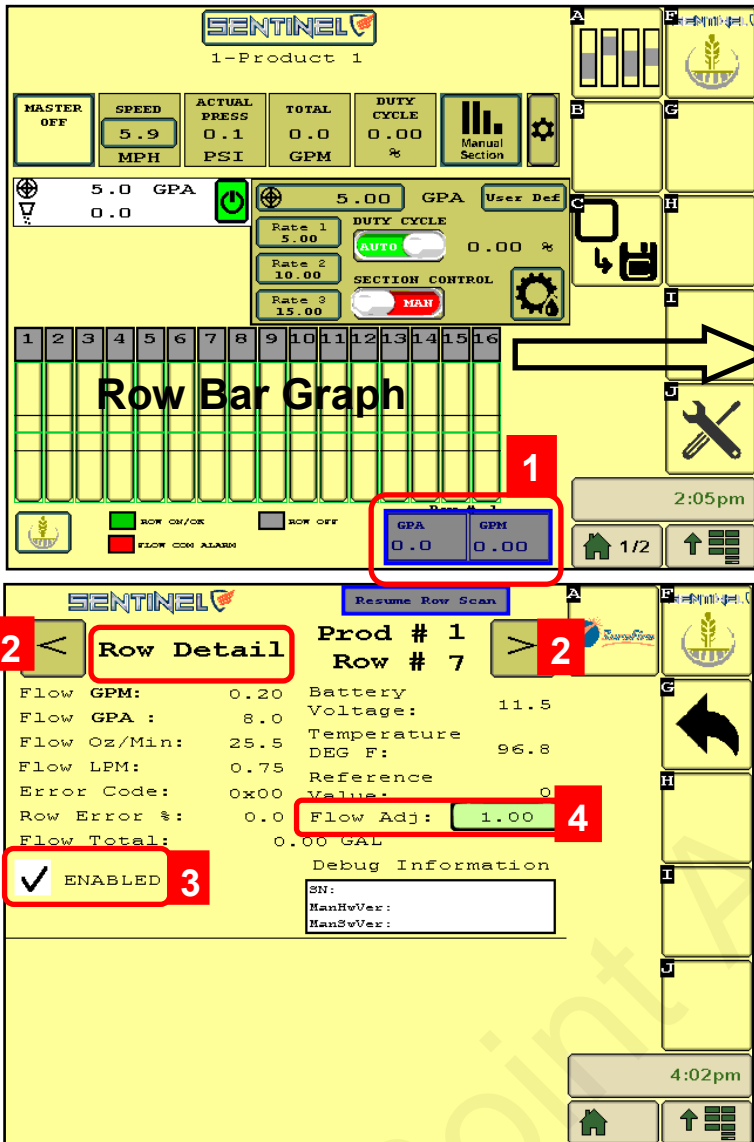 SENTINEL
1-Product 1
A
F
SENTINEL
MASTER OFF
SPEED
5.9
MPH
ACTUAL PRESS
0.1
PSI
TOTAL
0.0
GPM
DUTY CYCLE
0.00
%
Manual Section
B
G
5.0 GPA
0.0
5.00 GPA
User Def
Rate 1
5.00
DUTY CYCLE
AUTO
0.00 %
Rate 2
10.00
SECTION CONTROL
MAN
Rate 3
15.00
C
H
I
J
1 2 3 4 5 6 7 8 9 10 11 12 13 14 15 16
Row Bar Graph
1
ROW ON/OK
ROW OFF
FLOW COM ALARM
GPA
0.0
GPM
0.00
2:05pm
1/2
SENTINEL
Resume Row Scan
A
SureFire
F
SENTINEL
2
<
Row Detail
Prod # 1
Row # 7
>
2
Flow GPM: 0.20
Flow GPA : 8.0
Flow Oz/Min: 25.5
Flow LPM: 0.75
Error Code: 0x00
Row Error %: 0.0
Flow Total: 0.00 GAL
Battery Voltage: 11.5
Temperature DEG F: 96.8
Reference Value: 0
Flow Adj: 1.00
4
ENABLED
3
Debug Information
SN:
ManHwVer:
ManSwVer:
G
H
I
J
4:02pm